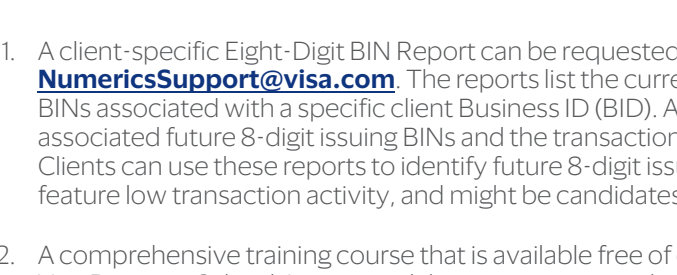 1. A client-specific Eight-Digit BIN Report can be requested
NumericsSupport@visa.com. The reports list the curre
BINs associated with a specific client Business ID (BID). A
associated future 8-digit issuing BINs and the transaction
Clients can use these reports to identify future 8-digit issu
feature low transaction activity, and might be candidates
2. A comprehensive training course that is available free of